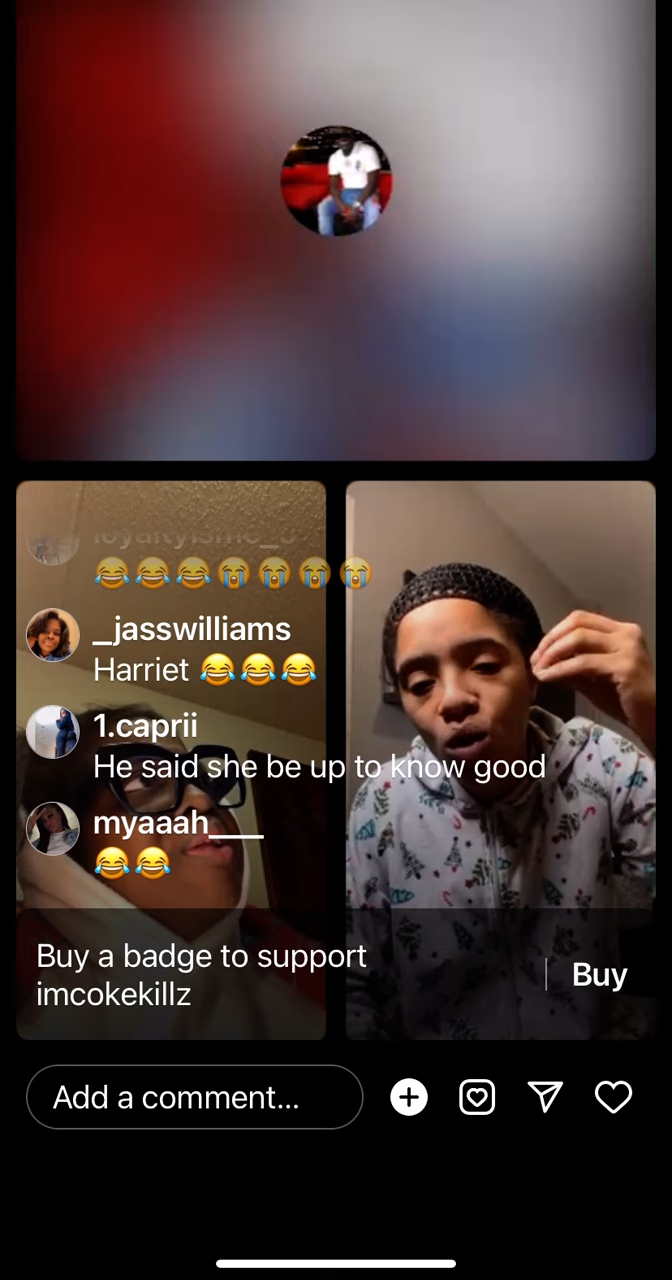 loyaltyisme_3
😂😂😂😭😭😭😭
_jasswilliams
Harriet 😂😂😂
1.caprii
He said she be up to know good
myaaah___
😂😂
Buy a badge to support
imcokekillz
Buy
Add a comment...